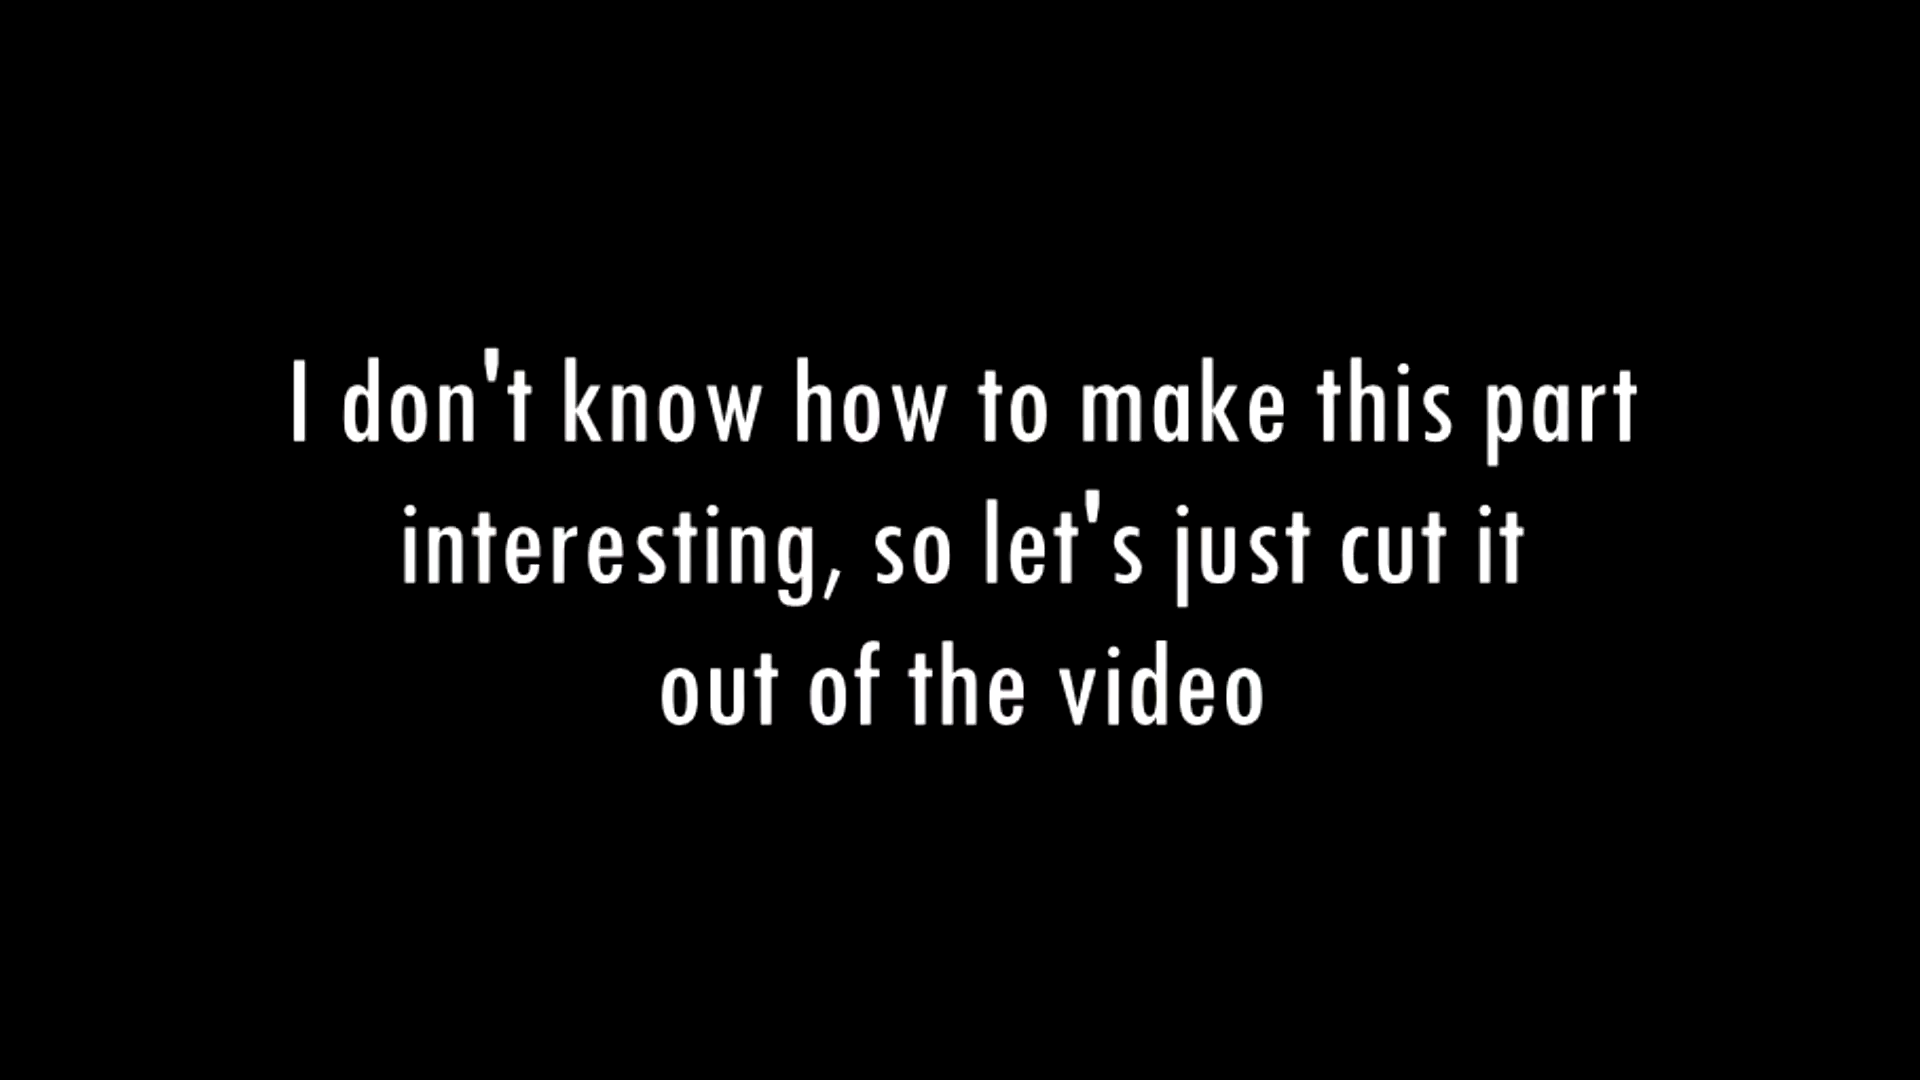 I don't know how to make this part
interesting, so let's just cut it
out of the video